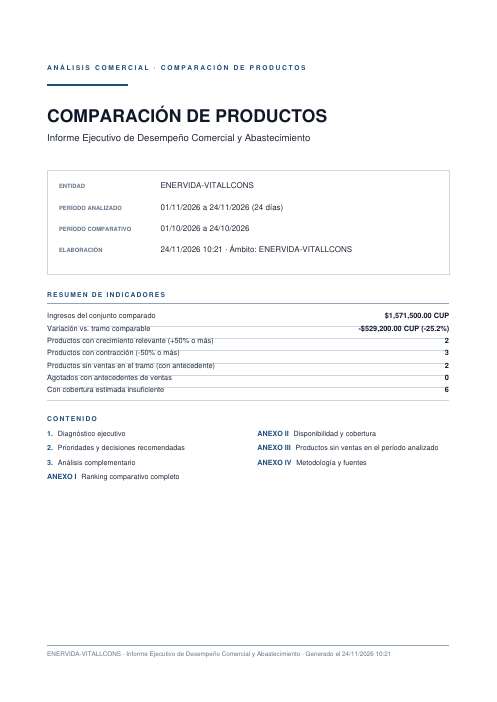 ANÁLISIS COMERCIAL · COMPARACIÓN DE PRODUCTOS
COMPARACIÓN DE PRODUCTOS
Informe Ejecutivo de Desempeño Comercial y Abastecimiento
ENTIDAD ENERVIDA-VITALLCONS
PERÍODO ANALIZADO 01/11/2026 a 24/11/2026 (24 días)
PERÍODO COMPARATIVO 01/10/2026 a 24/10/2026
ELABORACIÓN 24/11/2026 10:21 · Ámbito: ENERVIDA-VITALLCONS
RESUMEN DE INDICADORES
Ingresos del conjunto comparado $1,571,500.00 CUP
Variación vs. tramo comparable -$529,200.00 CUP (-25.2%)
Productos con crecimiento relevante (+50% o más) 2
Productos con contracción (-50% o más) 3
Productos sin ventas en el tramo (con antecedente) 2
Agotados con antecedentes de ventas 0
Con cobertura estimada insuficiente 6
CONTENIDO
1. Diagnóstico ejecutivo
2. Prioridades y decisiones recomendadas
3. Análisis complementario
ANEXO I Ranking comparativo completo
ANEXO II Disponibilidad y cobertura
ANEXO III Productos sin ventas en el período analizado
ANEXO IV Metodología y fuentes
ENERVIDA-VITALLCONS · Informe Ejecutivo de Desempeño Comercial y Abastecimiento · Generado el 24/11/2026 10:21